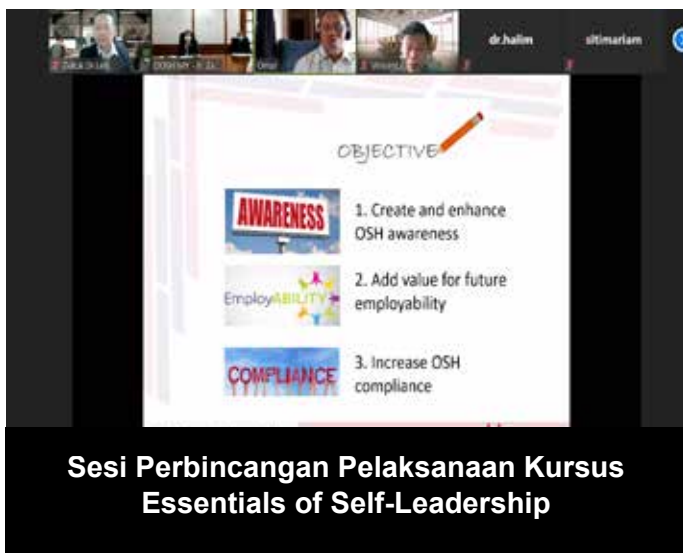 dr.halim
sitimariam
Omar
OBJECTIVE
AWARENESS
1. Create and enhance
OSH awareness
EmployABILITY
2. Add value for future
employability
COMPLIANCE
3. Increase OSH
compliance
Sesi Perbincangan Pelaksanaan Kursus
Essentials of Self-Leadership